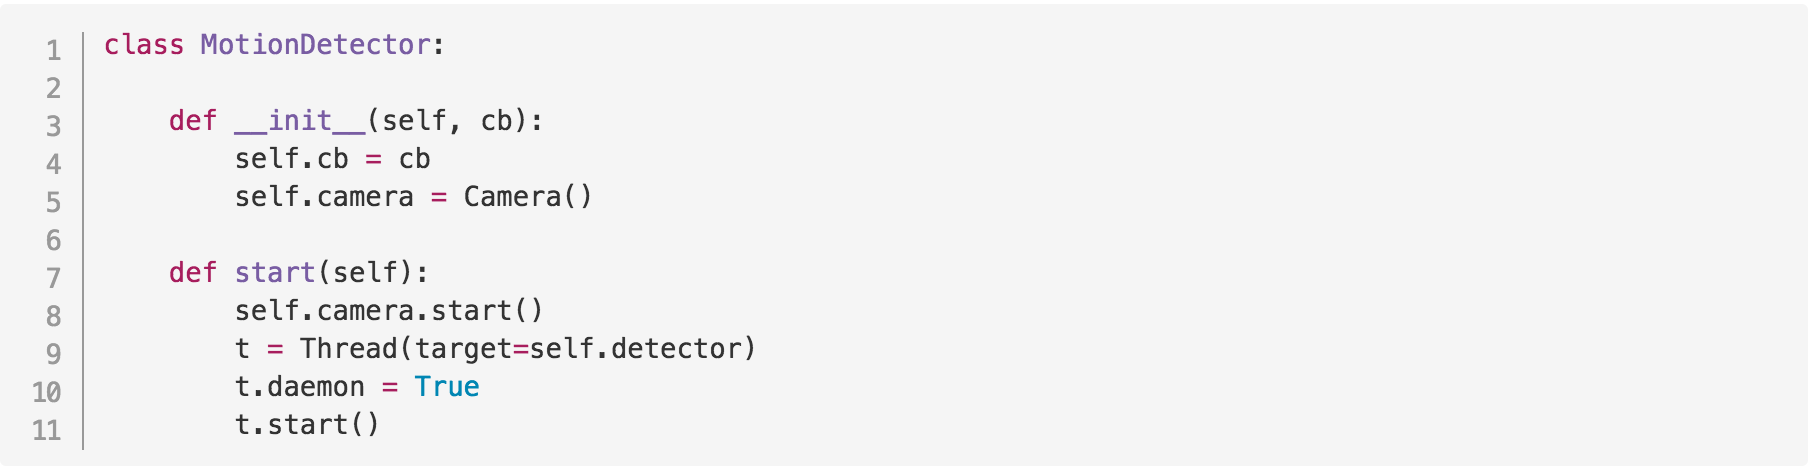 1 class MotionDetector:
2
3     def __init__(self, cb):
4         self.cb = cb
5         self.camera = Camera()
6
7     def start(self):
8         self.camera.start()
9         t = Thread(target=self.detector)
10         t.daemon = True
11         t.start()